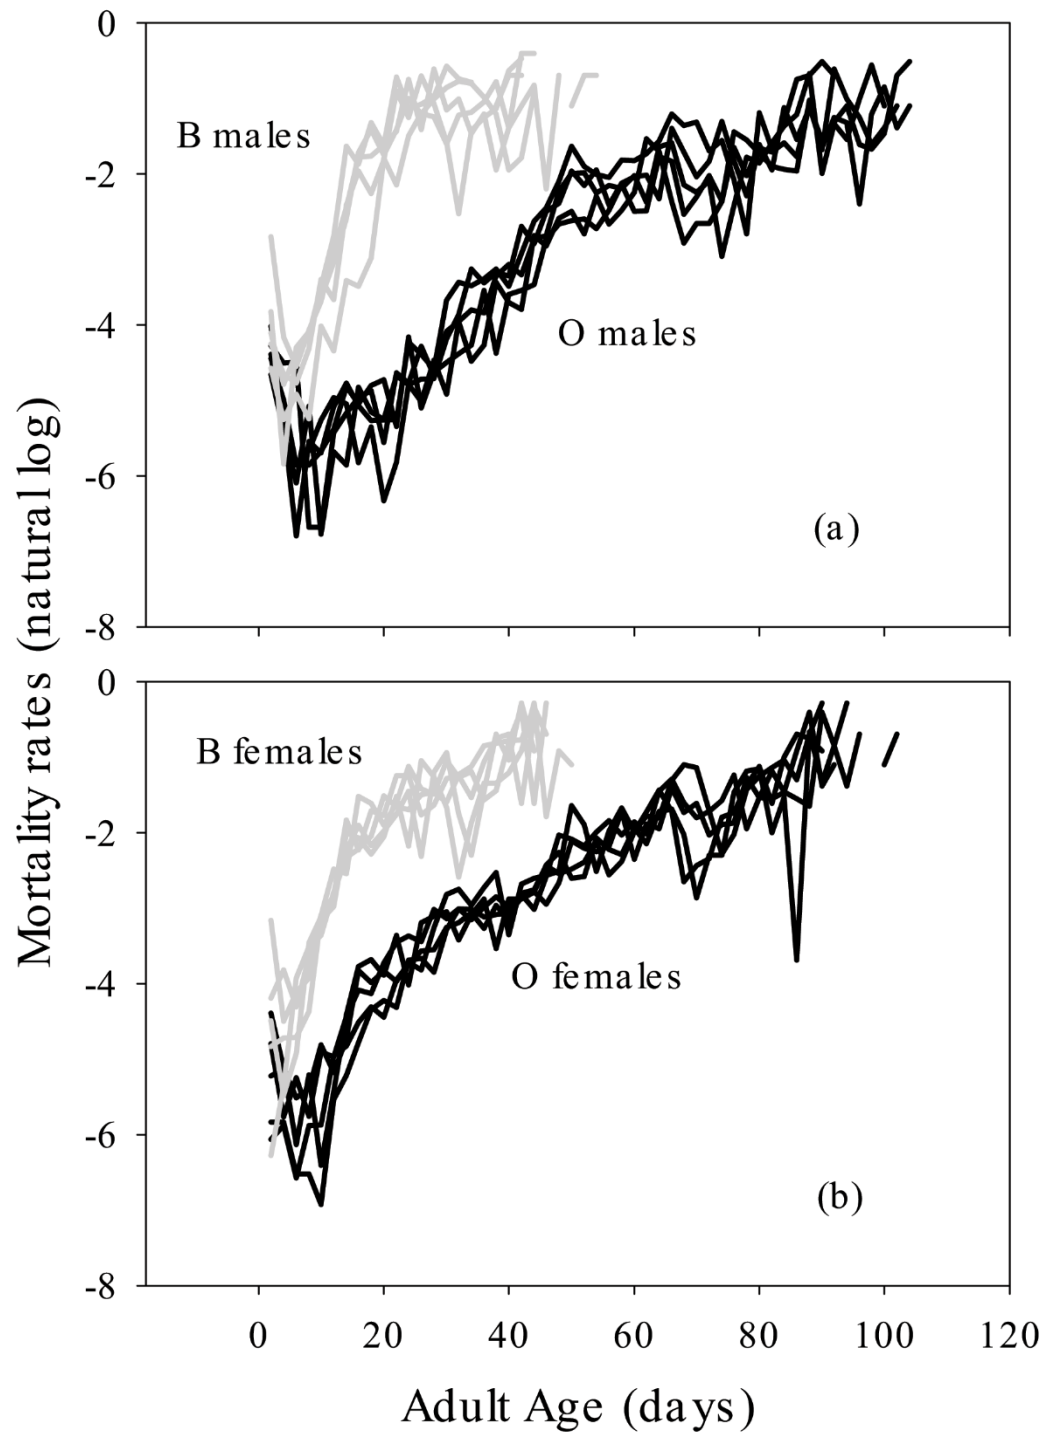 0
B males
-2
-4
O males
-6
(a)
-8
Mortality rates (natural log)
0
B females
-2
O females
-4
-6
(b)
-8
0 20 40 60 80 100 120
Adult Age (days)